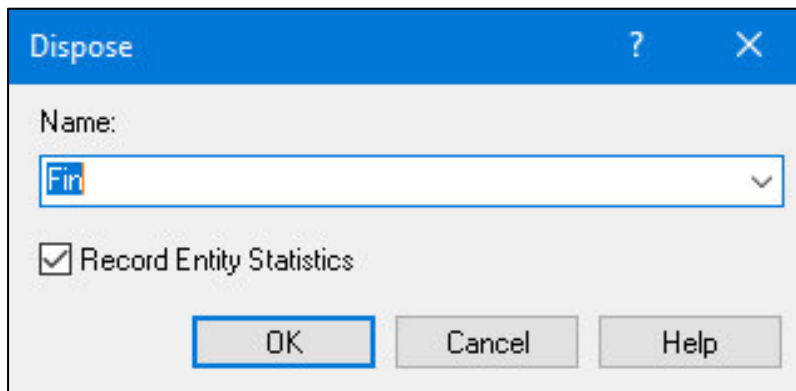 Dispose ?
Name:
Fin
Record Entity Statistics
OK Cancel Help